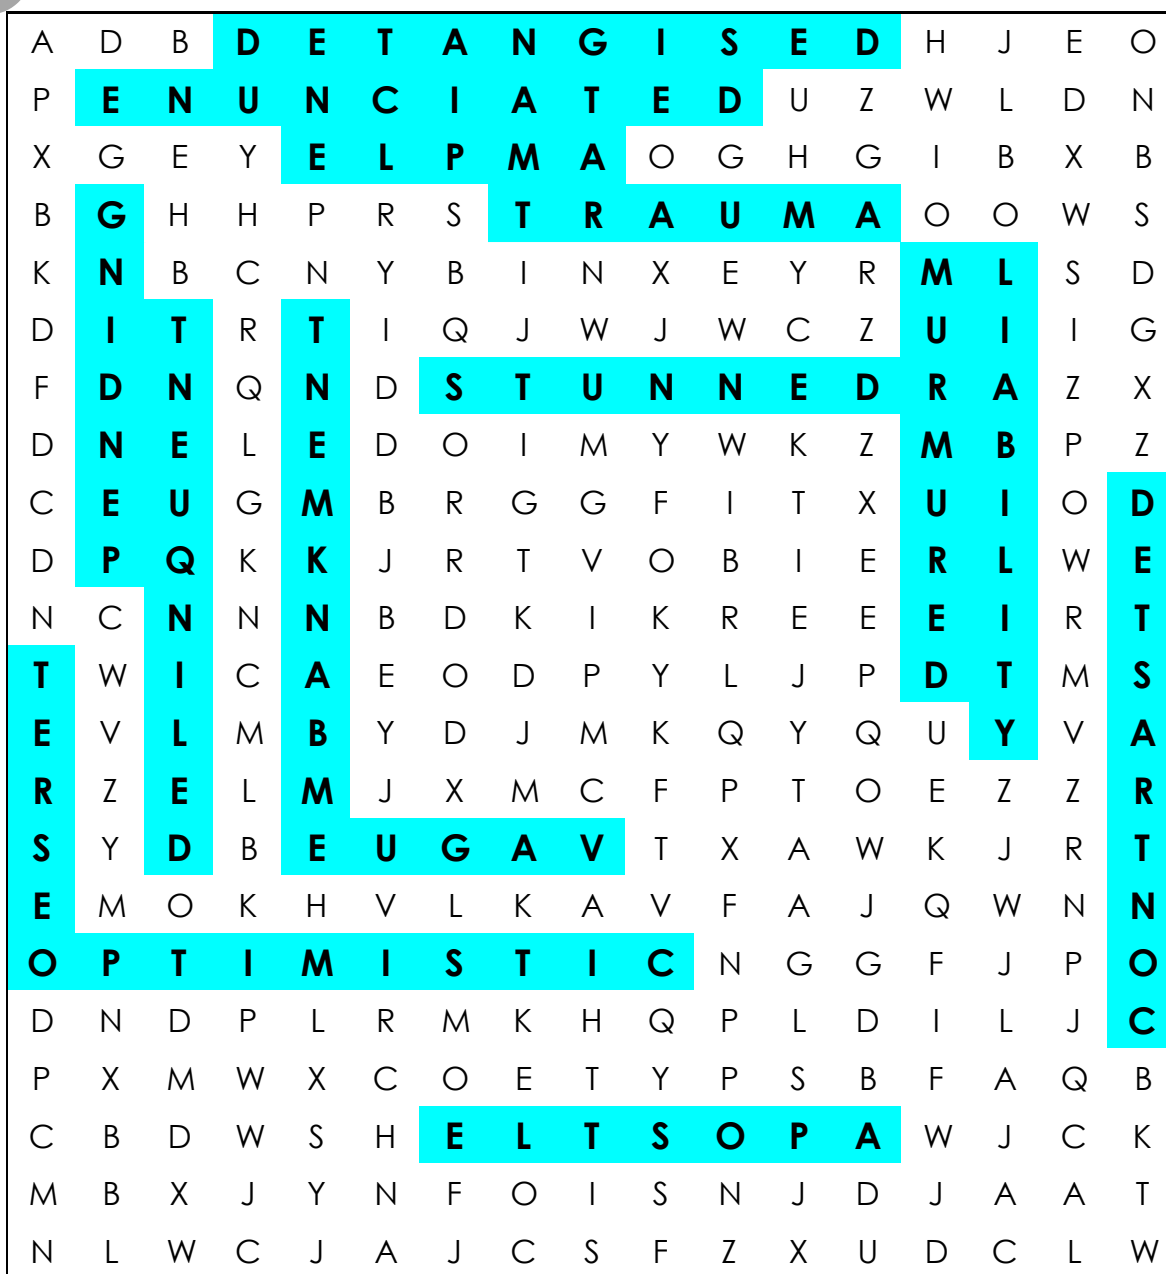 A D B D E T A N G I S E D H J E O
P E N U N C I A T E D U Z W L D N
X G E Y E L P M A O G H G I B X B
B G H H P R S T R A U M A O O W S
K N B C N Y B I N X E Y R M L S D
D I T R T I Q J W J W C Z U I I G
F D N Q N D S T U N N E D R A Z X
D N E L E D O I M Y W K Z M B P Z
C E U G M B R G G F I T X U I O D
D P Q K K J R T V O B I E R L W E
N C N N N B D K I K R E E E I R T
T W I C A E O D P Y L J P D T M S
E V L M B Y D J M K Q Y Q U Y V A
R Z E L M J X M C F P T O E Z Z R
S Y D B E U G A V T X A W K J R T
E M O K H V L K A V F A J Q W N N
O P T I M I S T I C N G G F J P O
D N D P L R M K H Q P L D I L J C
P X M W X C O E T Y P S B F A Q B
C B D W S H E L T S O P A W J C K
M B X J Y N F O I S N J D J A A T
N L W C J A J C S F Z X U D C L W